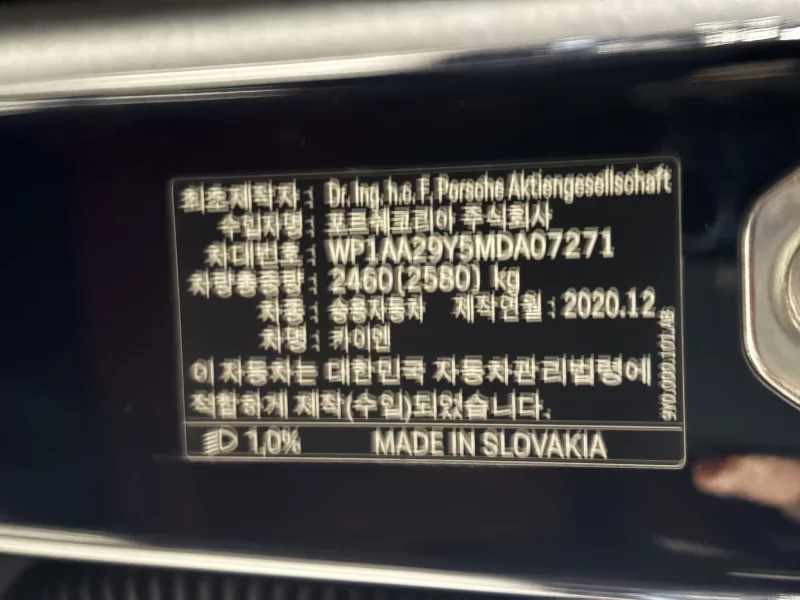 최초제작자 : Dr. Ing. h.c. F. Porsche Aktiengesellschaft
수입자명 : 포르쉐코리아 주식회사
차대번호 : WP1AA29Y5MDA07271
차량총중량 : 2460(2580) kg
차종 : 승용자동차 제작연월 : 2020.12
차명 : 카이엔
이 자동차는 대한민국 자동차관리법령에
적합하게 제작(수입)되었습니다.
9Y0.090.101.AB
1,0% MADE IN SLOVAKIA